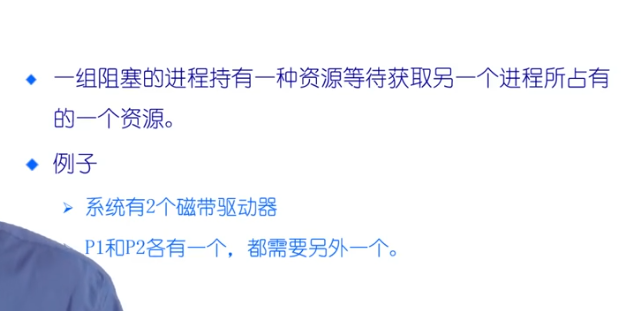 一组阻塞的进程持有一种资源等待获取另一个进程所占有
的一个资源。
例子
系统有2个磁带驱动器
P1和P2各有一个，都需要另外一个。